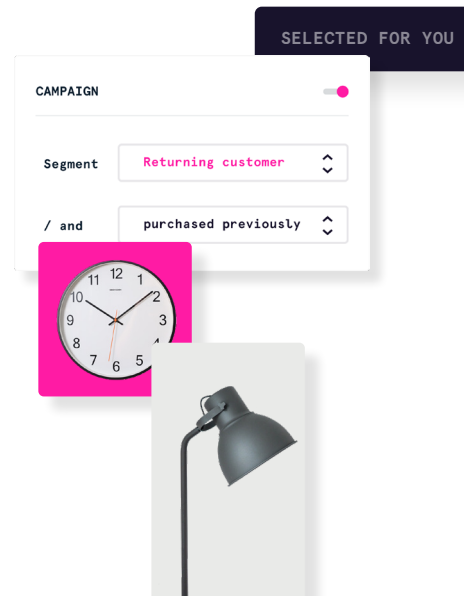 SELECTED FOR YOU
CAMPAIGN
Segment
Returning customer
/ and
purchased previously
12
11
1
10
2
9
3
8
4
7
5
6